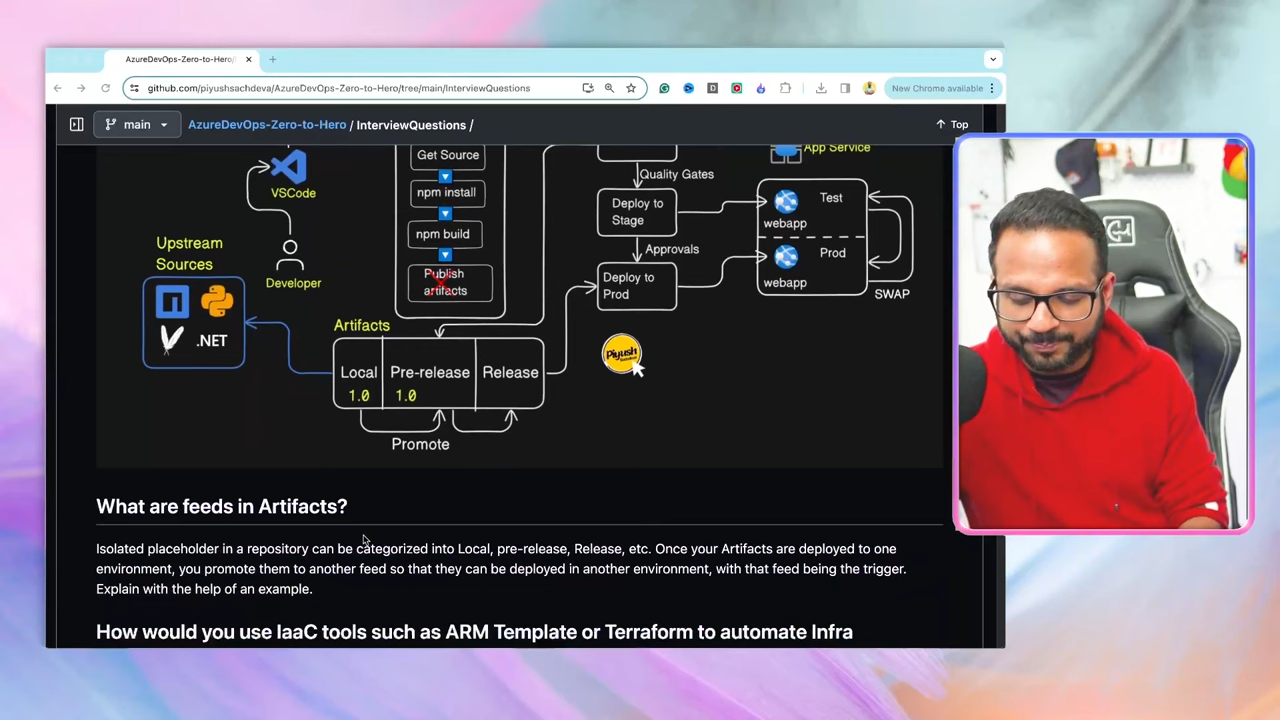 AzureDevOps-Zero-to-Hero/
github.com/piyushsachdeva/AzureDevOps-Zero-to-Hero/tree/main/InterviewQuestions
New Chrome available
main
AzureDevOps-Zero-to-Hero / InterviewQuestions /
Top
VSCode
Developer
Upstream
Sources
.NET
Get Source
npm install
npm build
Publish
artifacts
Artifacts
Local
1.0
Pre-release
1.0
Release
Promote
Quality Gates
Deploy to
Stage
Approvals
Deploy to
Prod
App Service
Test
webapp
Prod
webapp
SWAP
Piyush
What are feeds in Artifacts?
Isolated placeholder in a repository can be categorized into Local, pre-release, Release, etc. Once your Artifacts are deployed to one
environment, you promote them to another feed so that they can be deployed in another environment, with that feed being the trigger.
Explain with the help of an example.
How would you use IaaC tools such as ARM Template or Terraform to automate Infra